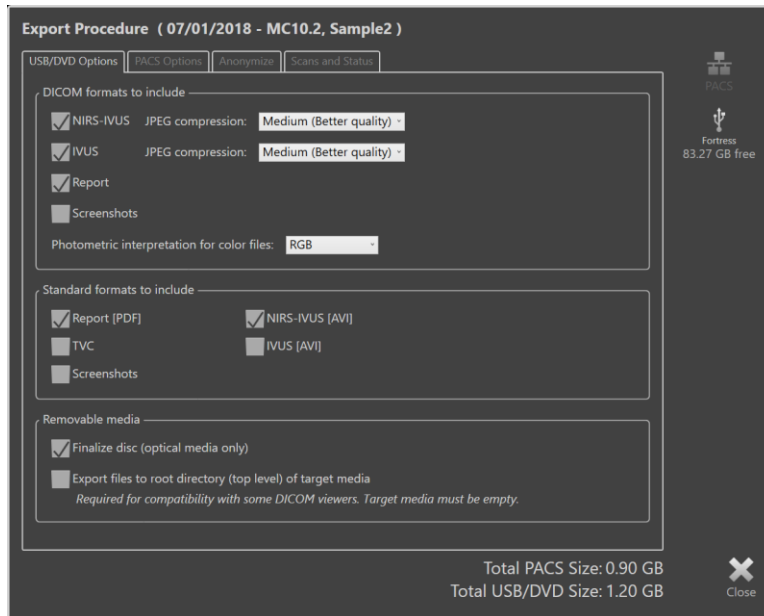 Export Procedure ( 07/01/2018 - MC10.2, Sample2 )
USB/DVD Options PACS Options Anonymize Scans and Status
PACS
Fortress
83.27 GB free
DICOM formats to include
NIRS-IVUS JPEG compression: Medium (Better quality)
IVUS JPEG compression: Medium (Better quality)
Report
Screenshots
Photometric interpretation for color files: RGB
Standard formats to include
Report [PDF] NIRS-IVUS [AVI]
TVC IVUS [AVI]
Screenshots
Removable media
Finalize disc (optical media only)
Export files to root directory (top level) of target media
Required for compatibility with some DICOM viewers. Target media must be empty.
Total PACS Size: 0.90 GB
Total USB/DVD Size: 1.20 GB
Close